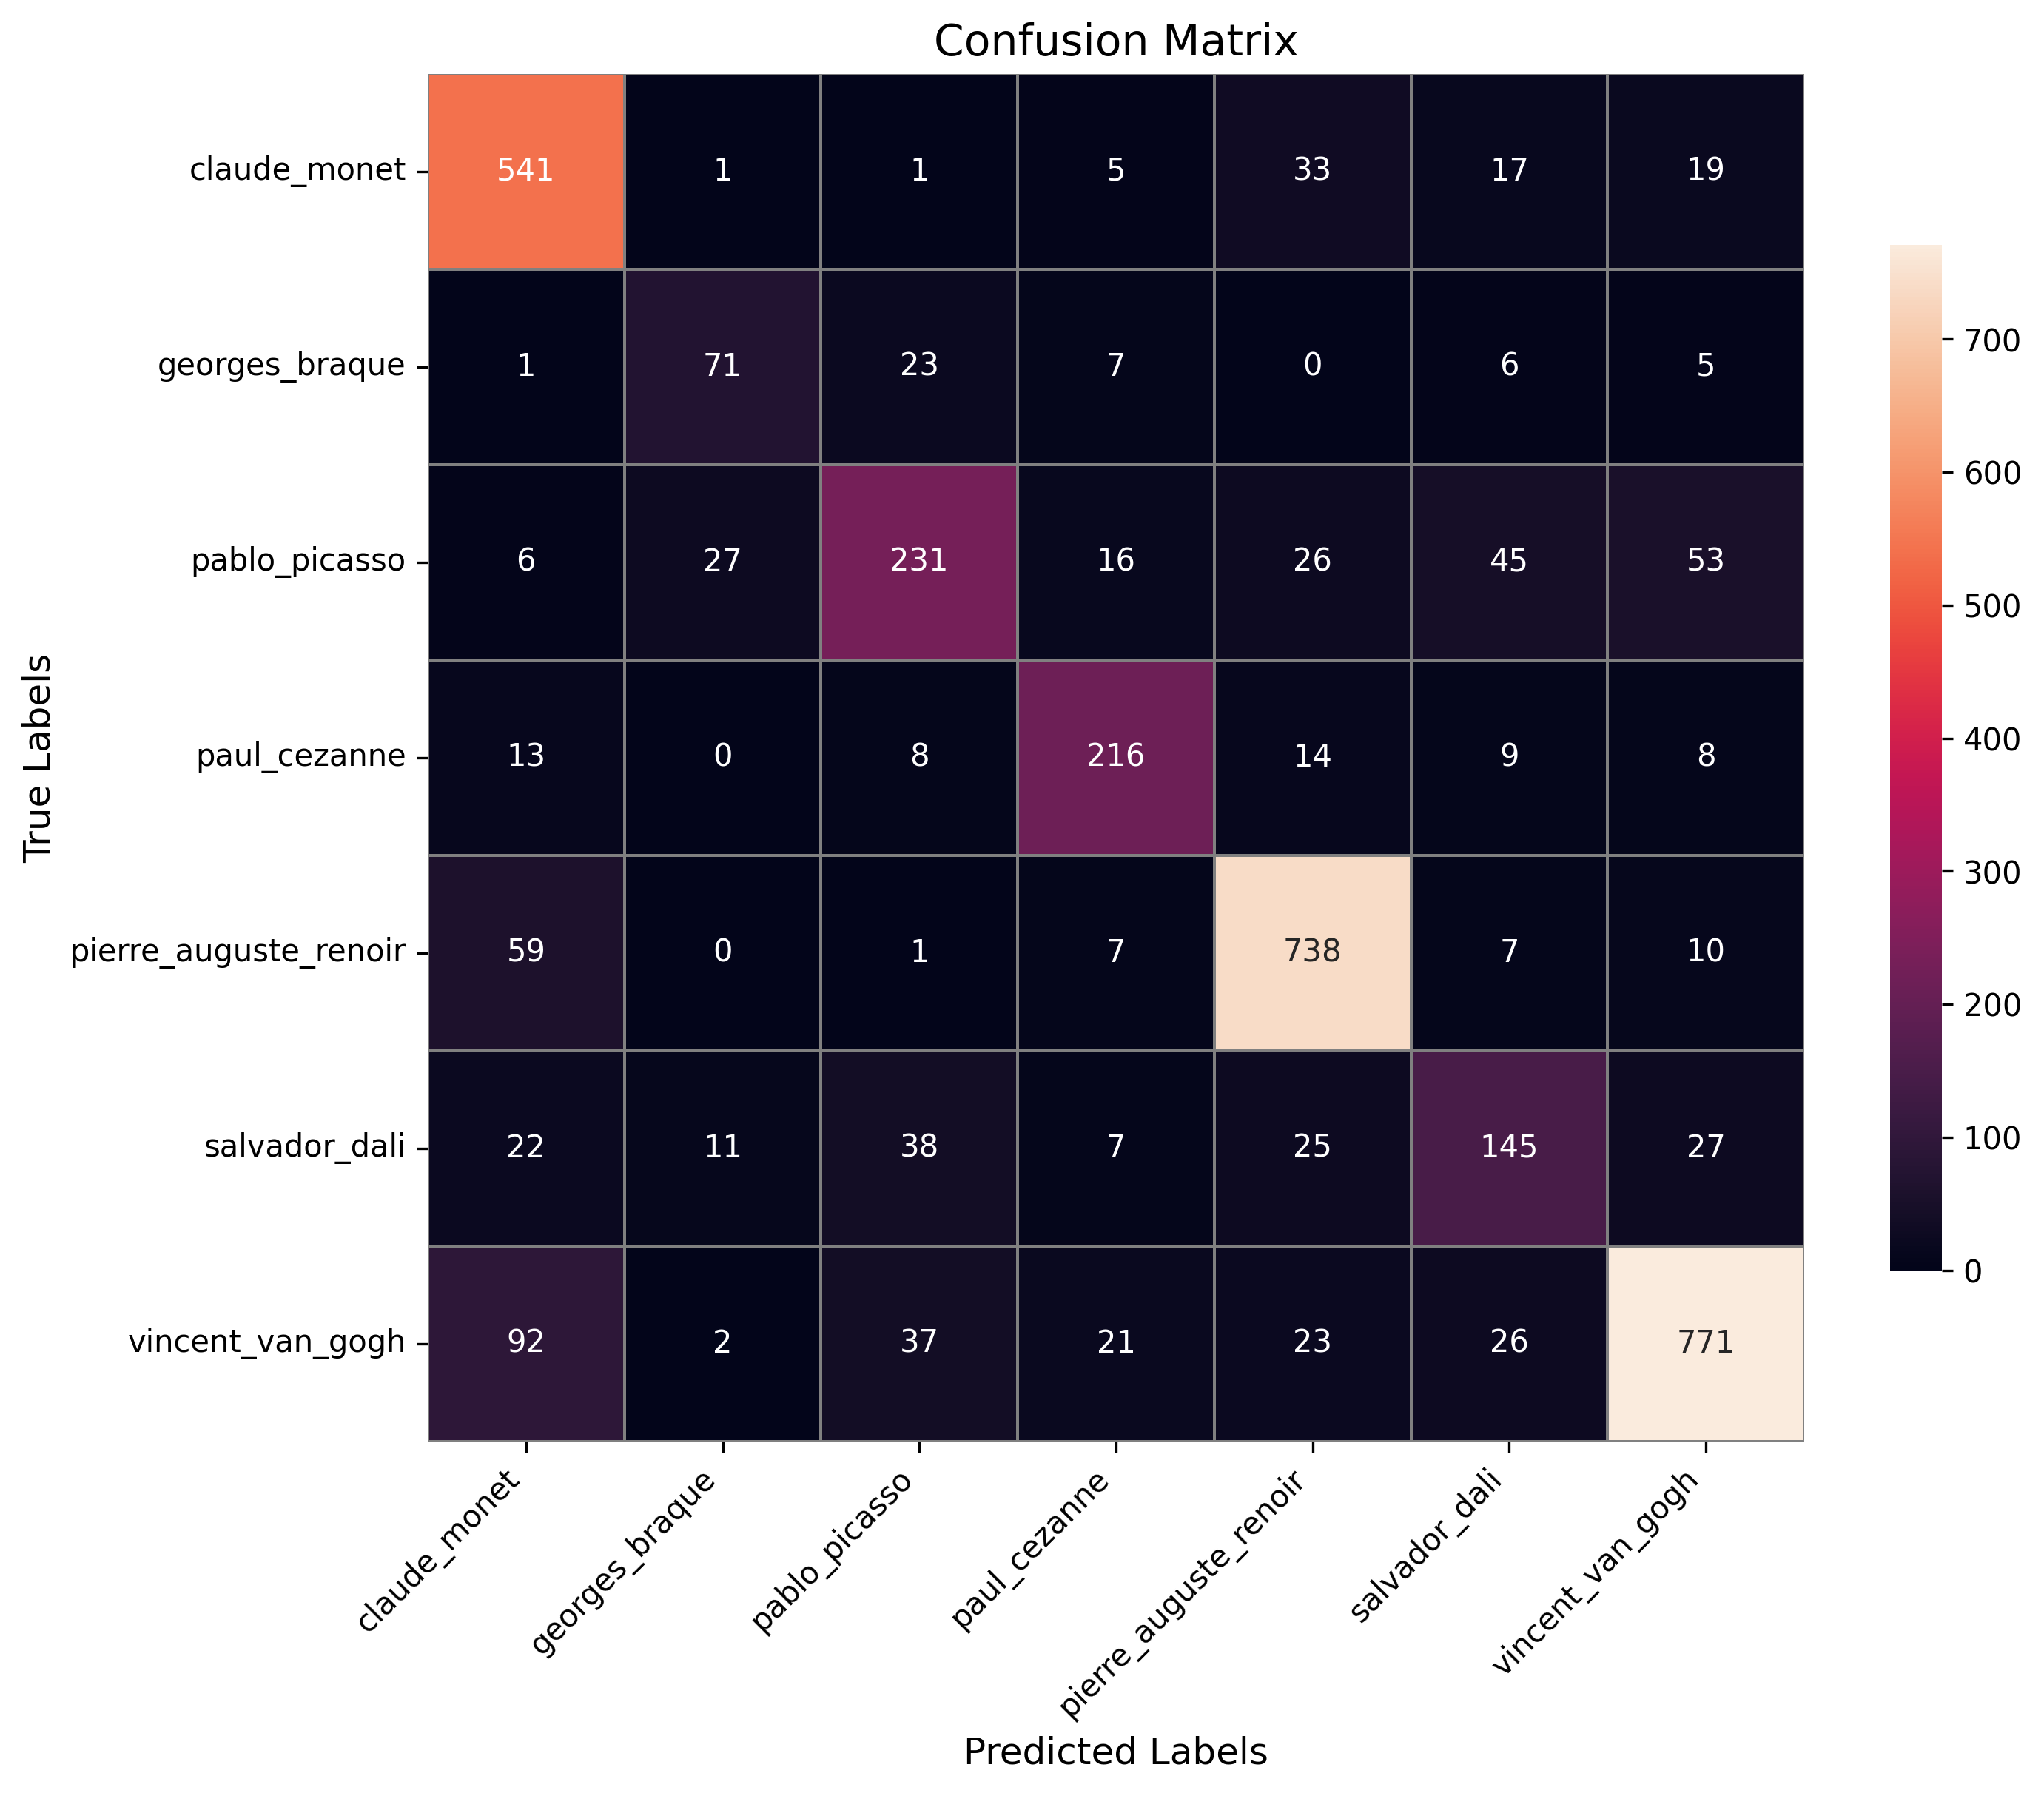 Confusion Matrix
True Labels
claude_monet 541 1 1 5 33 17 19
georges_braque 1 71 23 7 0 6 5
pablo_picasso 6 27 231 16 26 45 53
paul_cezanne 13 0 8 216 14 9 8
pierre_auguste_renoir 59 0 1 7 738 7 10
salvador_dali 22 11 38 7 25 145 27
vincent_van_gogh 92 2 37 21 23 26 771
claude_monet
georges_braque
pablo_picasso
paul_cezanne
pierre_auguste_renoir
salvador_dali
vincent_van_gogh
Predicted Labels
700
600
500
400
300
200
100
0